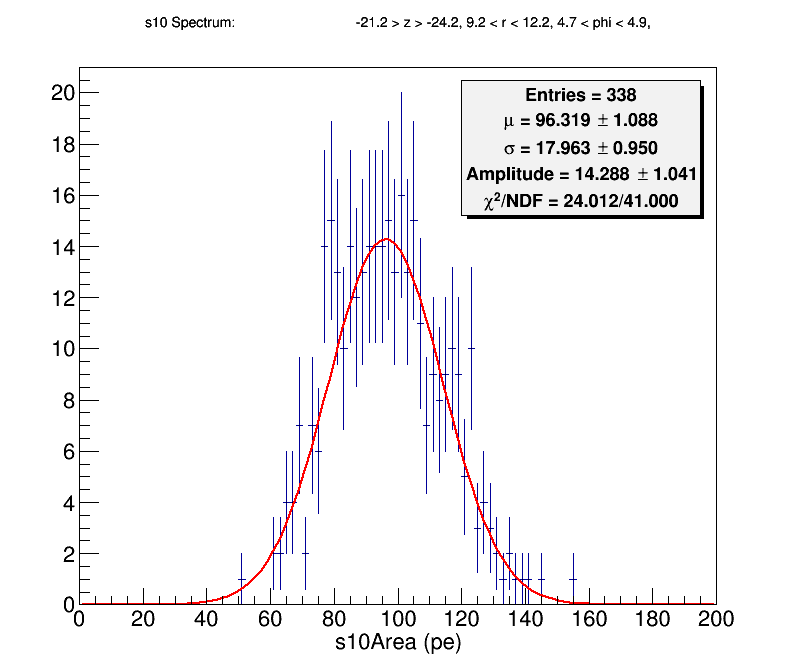 s10 Spectrum: -21.2 > z > -24.2, 9.2 < r < 12.2, 4.7 < phi < 4.9,
Entries = 338
μ = 96.319 ± 1.088
σ = 17.963 ± 0.950
Amplitude = 14.288 ± 1.041
χ²/NDF = 24.012/41.000
20
18
16
14
12
10
8
6
4
2
0
0 20 40 60 80 100 120 140 160 180 200
s10Area (pe)